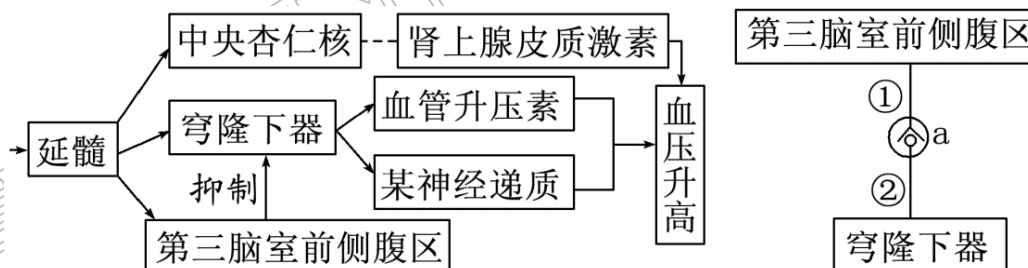 中央杏仁核
肾上腺皮质激素
延髓
穹隆下器
血管升压素
某神经递质
血压升高
抑制
第三脑室前侧腹区
第三脑室前侧腹区
①
a
②
穹隆下器